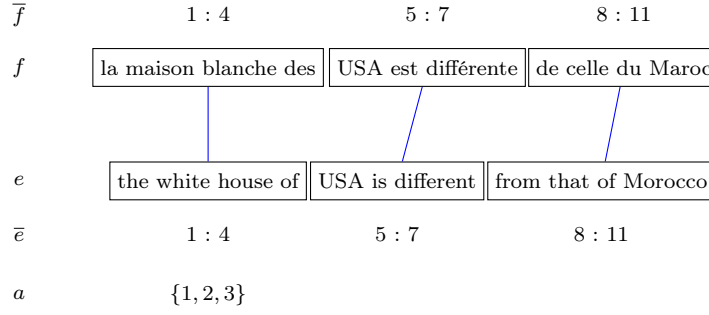 f̅ 1 : 4 5 : 7 8 : 11
f la maison blanche des USA est différente de celle du Maroc
e the white house of USA is different from that of Morocco
e̅ 1 : 4 5 : 7 8 : 11
a {1, 2, 3}